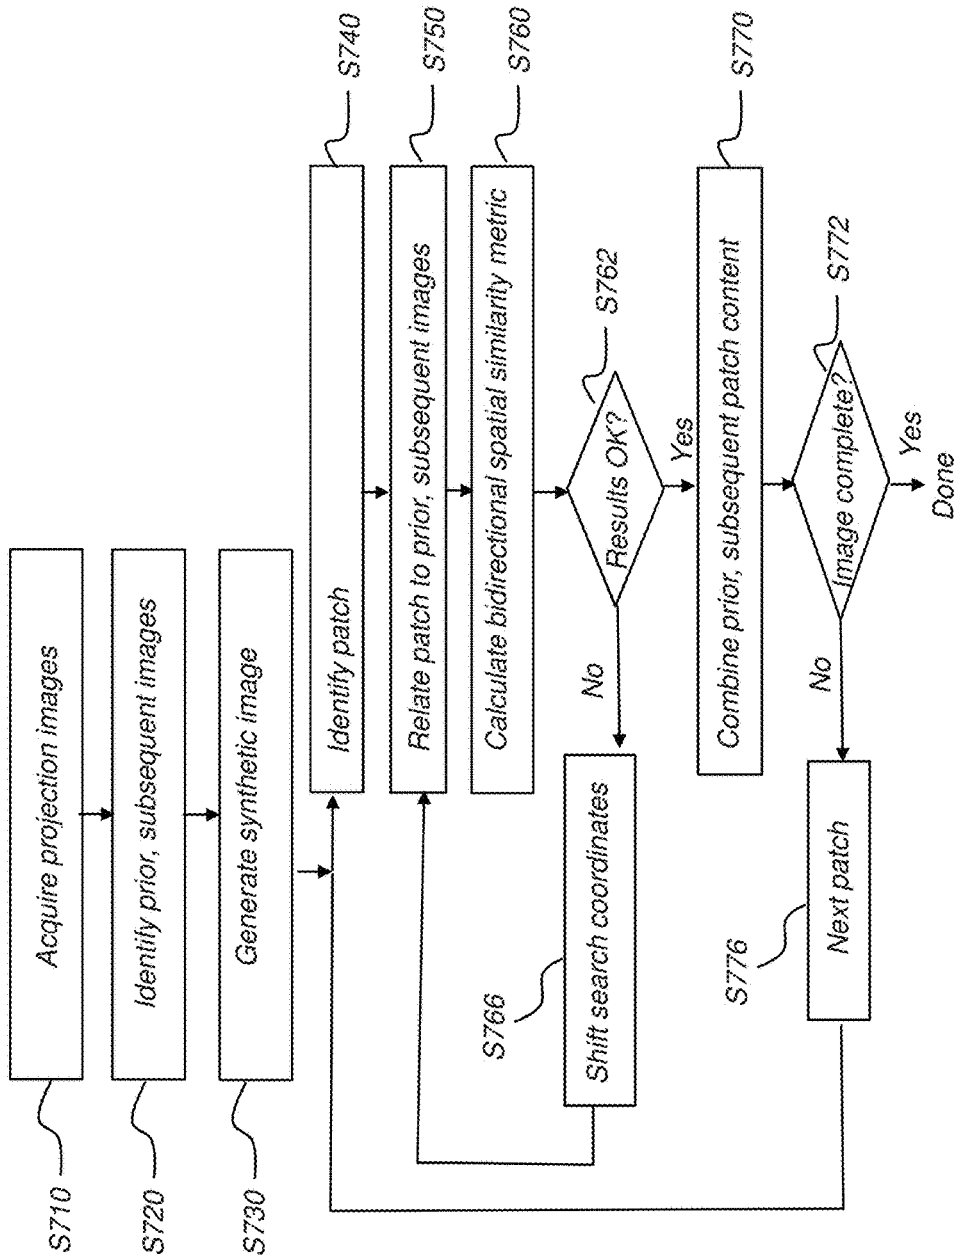 S710
Acquire projection images
S720
Identify prior, subsequent images
S730
Generate synthetic image
S740
Identify patch
S750
Relate patch to prior, subsequent images
S760
Calculate bidirectional spatial similarity metric
S762
Results OK?
No
Yes
S766
Shift search coordinates
S770
Combine prior, subsequent patch content
S772
Image complete?
No
Yes
S776
Next patch
Done